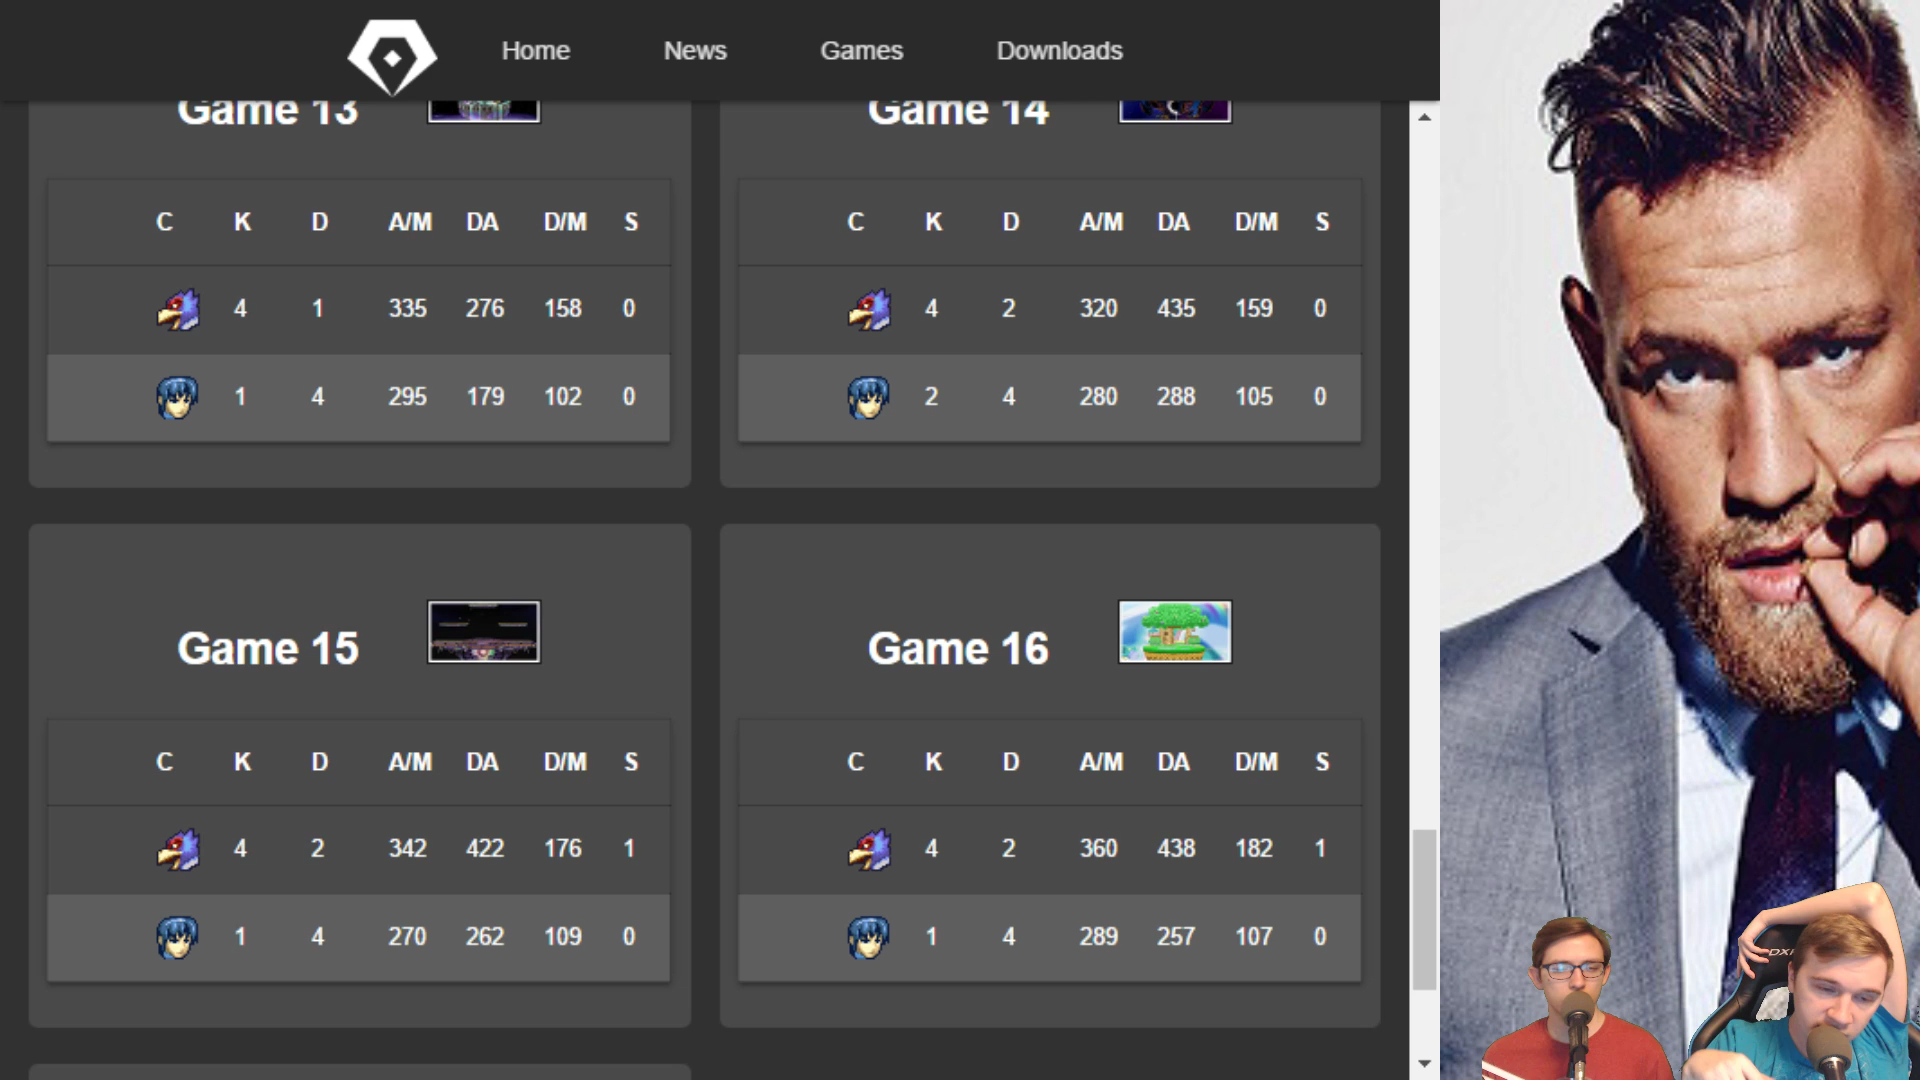 Home News Games Downloads
Game 13
Game 14
C K D A/M DA D/M S
4 1 335 276 158 0
1 4 295 179 102 0
C K D A/M DA D/M S
4 2 320 435 159 0
2 4 280 288 105 0
Game 15
Game 16
C K D A/M DA D/M S
4 2 342 422 176 1
1 4 270 262 109 0
C K D A/M DA D/M S
4 2 360 438 182 1
1 4 289 257 107 0